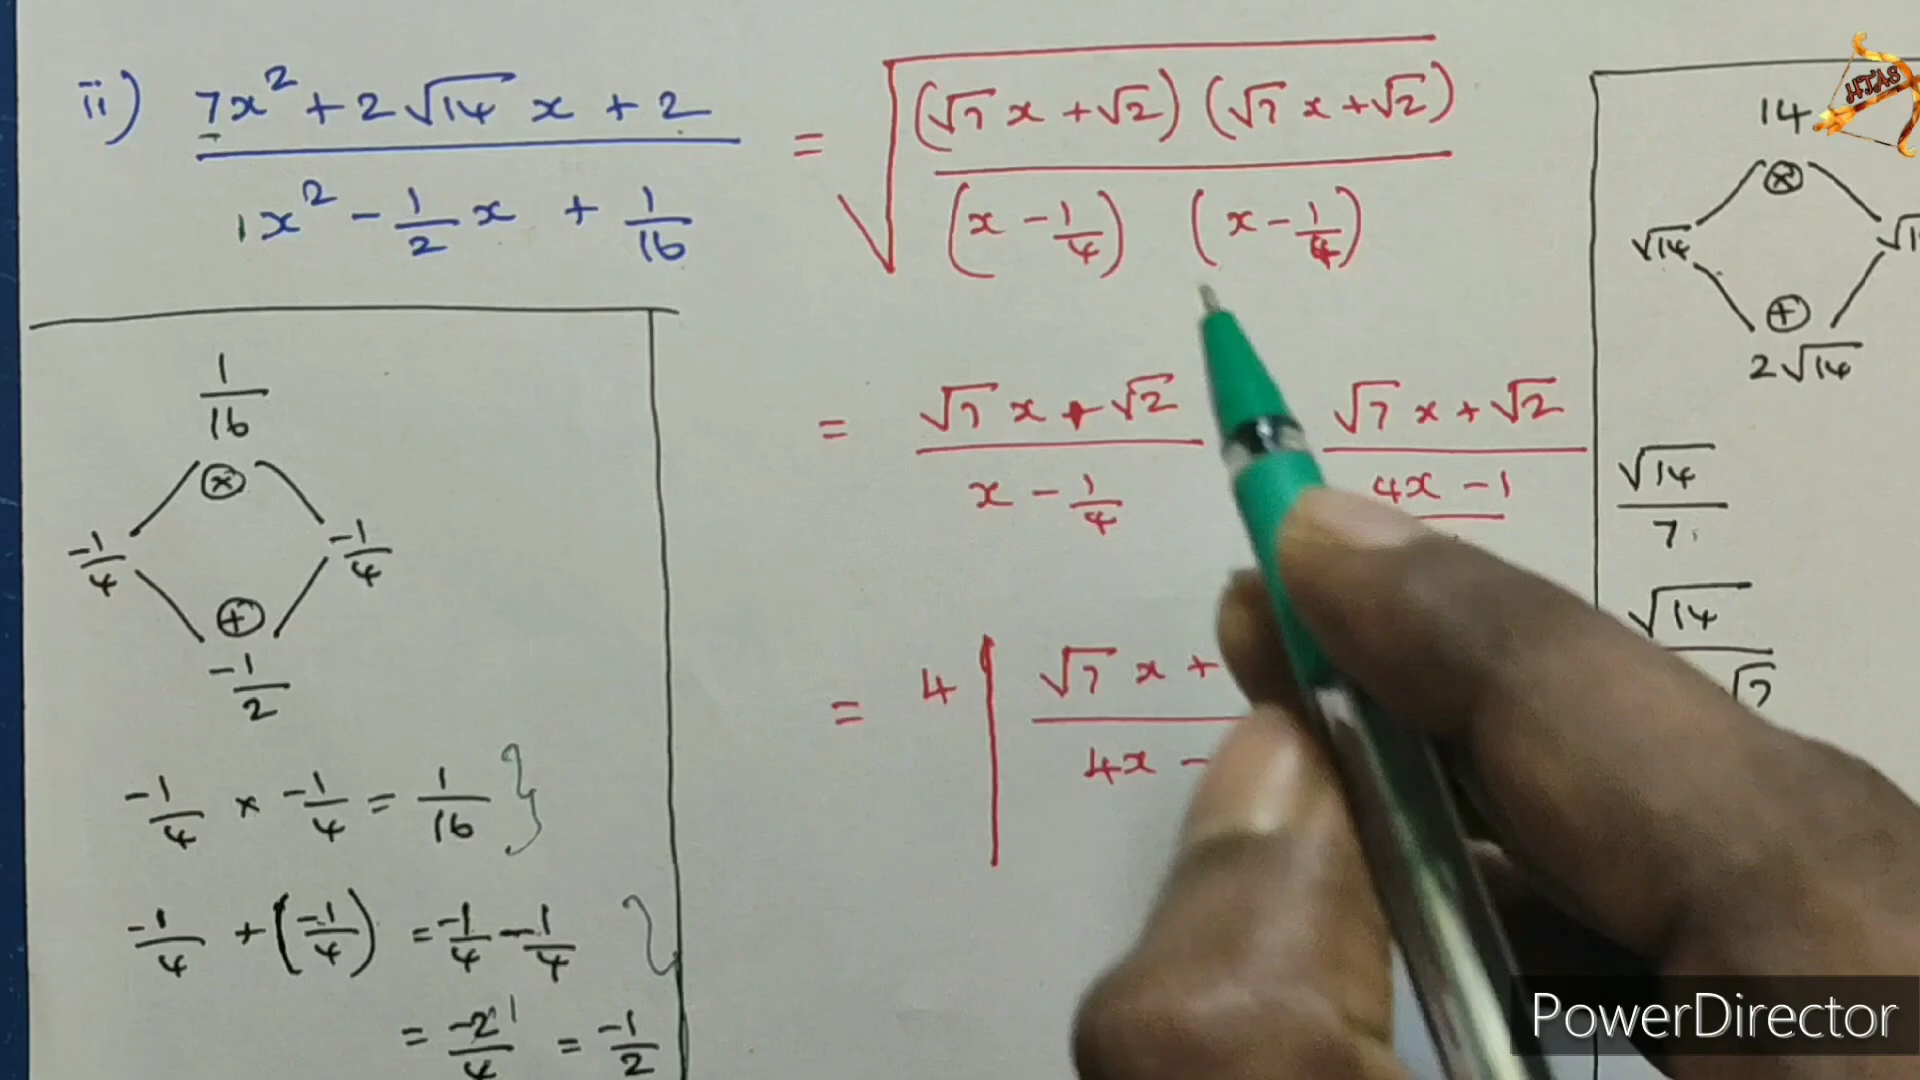 ii) 7x² + 2√14 x + 2 / 1x² - 1/2 x + 1/16
= √((√7 x + √2) (√7 x + √2) / (x - 1/4) (x - 1/4))
= √7 x + √2 / x - 1/4
√7 x + √2 / 4x - 1
= 4 | √7 x + / 4x -
1/16
×
-1/4 -1/4
+
-1/2
-1/4 × -1/4 = 1/16 }
-1/4 + (-1/4) = -1/4 - 1/4 }
= -2/4 1 = -1/2
14
×
√14
+
2√14
√14 / 7
√14
√7
HTAS
PowerDirector